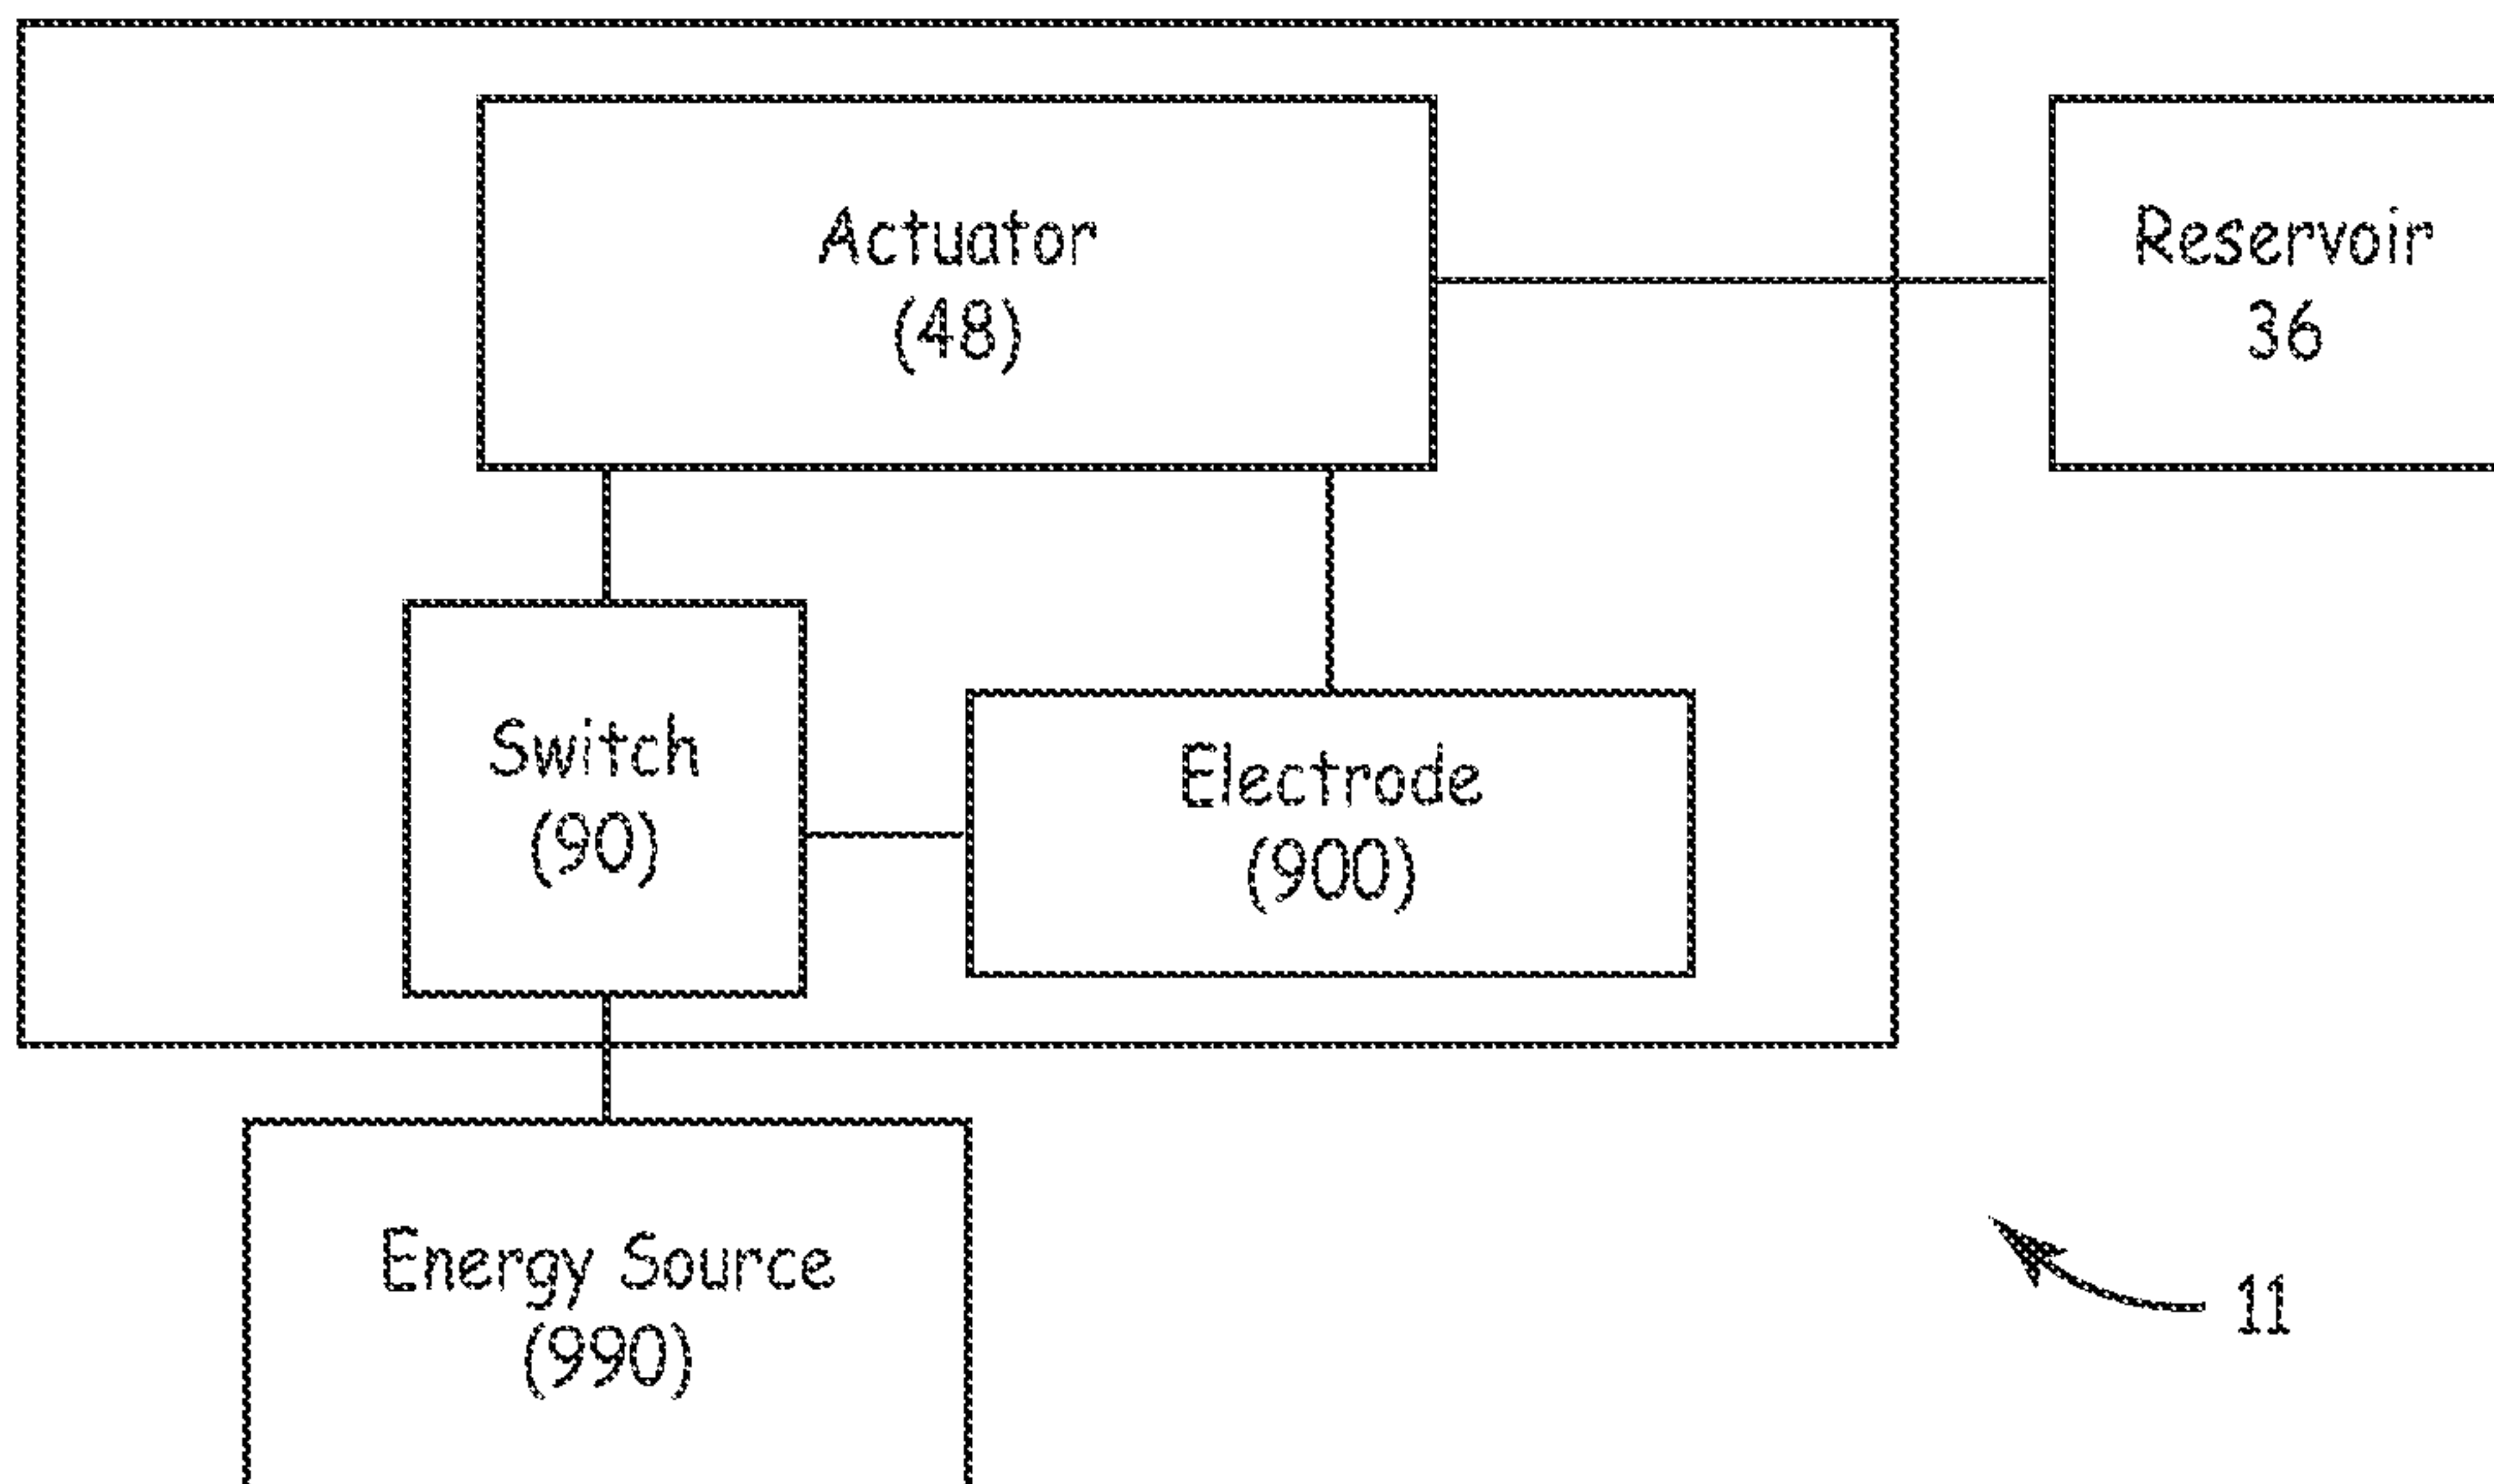 Actuator
(48)
Reservoir
36
Switch
(90)
Electrode
(900)
Energy Source
(990)
11